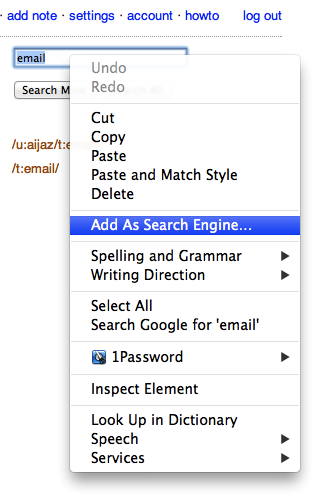 · add note · settings · account · howto log out
email
Undo
Redo
Search M
Cut
Copy
/u:aijaz/t:e
Paste
/t:email/
Paste and Match Style
Delete
Add As Search Engine...
Spelling and Grammar
Writing Direction
Select All
Search Google for 'email'
1Password
Inspect Element
Look Up in Dictionary
Speech
Services